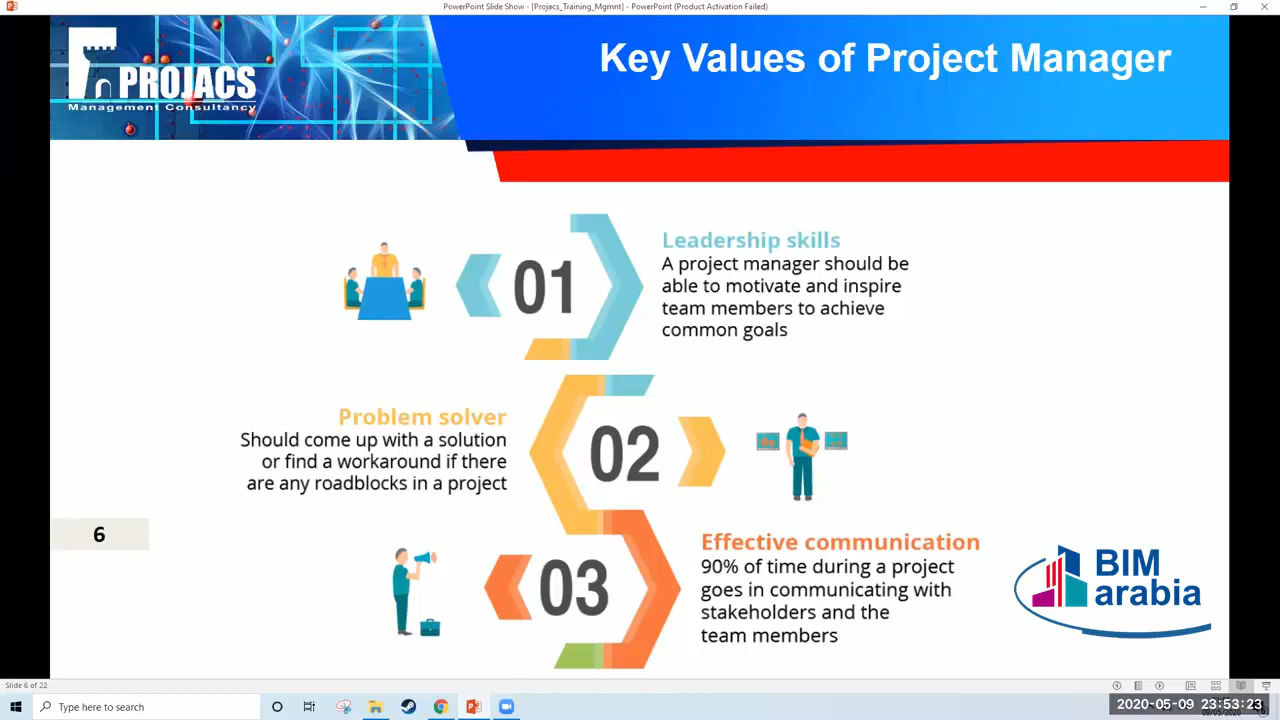 PowerPoint Slide Show - [Projacs_Training_Mgmnt] - PowerPoint (Product Activation Failed)
PROJACS
Management Consultancy
Key Values of Project Manager
01
Leadership skills
A project manager should be
able to motivate and inspire
team members to achieve
common goals
Problem solver
Should come up with a solution
or find a workaround if there
are any roadblocks in a project
02
6
03
Effective communication
90% of time during a project
goes in communicating with
stakeholders and the
team members
BIM
arabia
Slide 6 of 22
Type here to search
2020-05-09 23:53:23